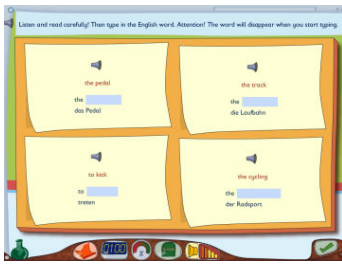 Listen and read carefully! Then type in the English word. Attention! The word will disappear when you start typing.
the pedal
the
das Pedal
the track
the
die Laufbahn
to kick
to
treten
the cycling
the
der Radsport